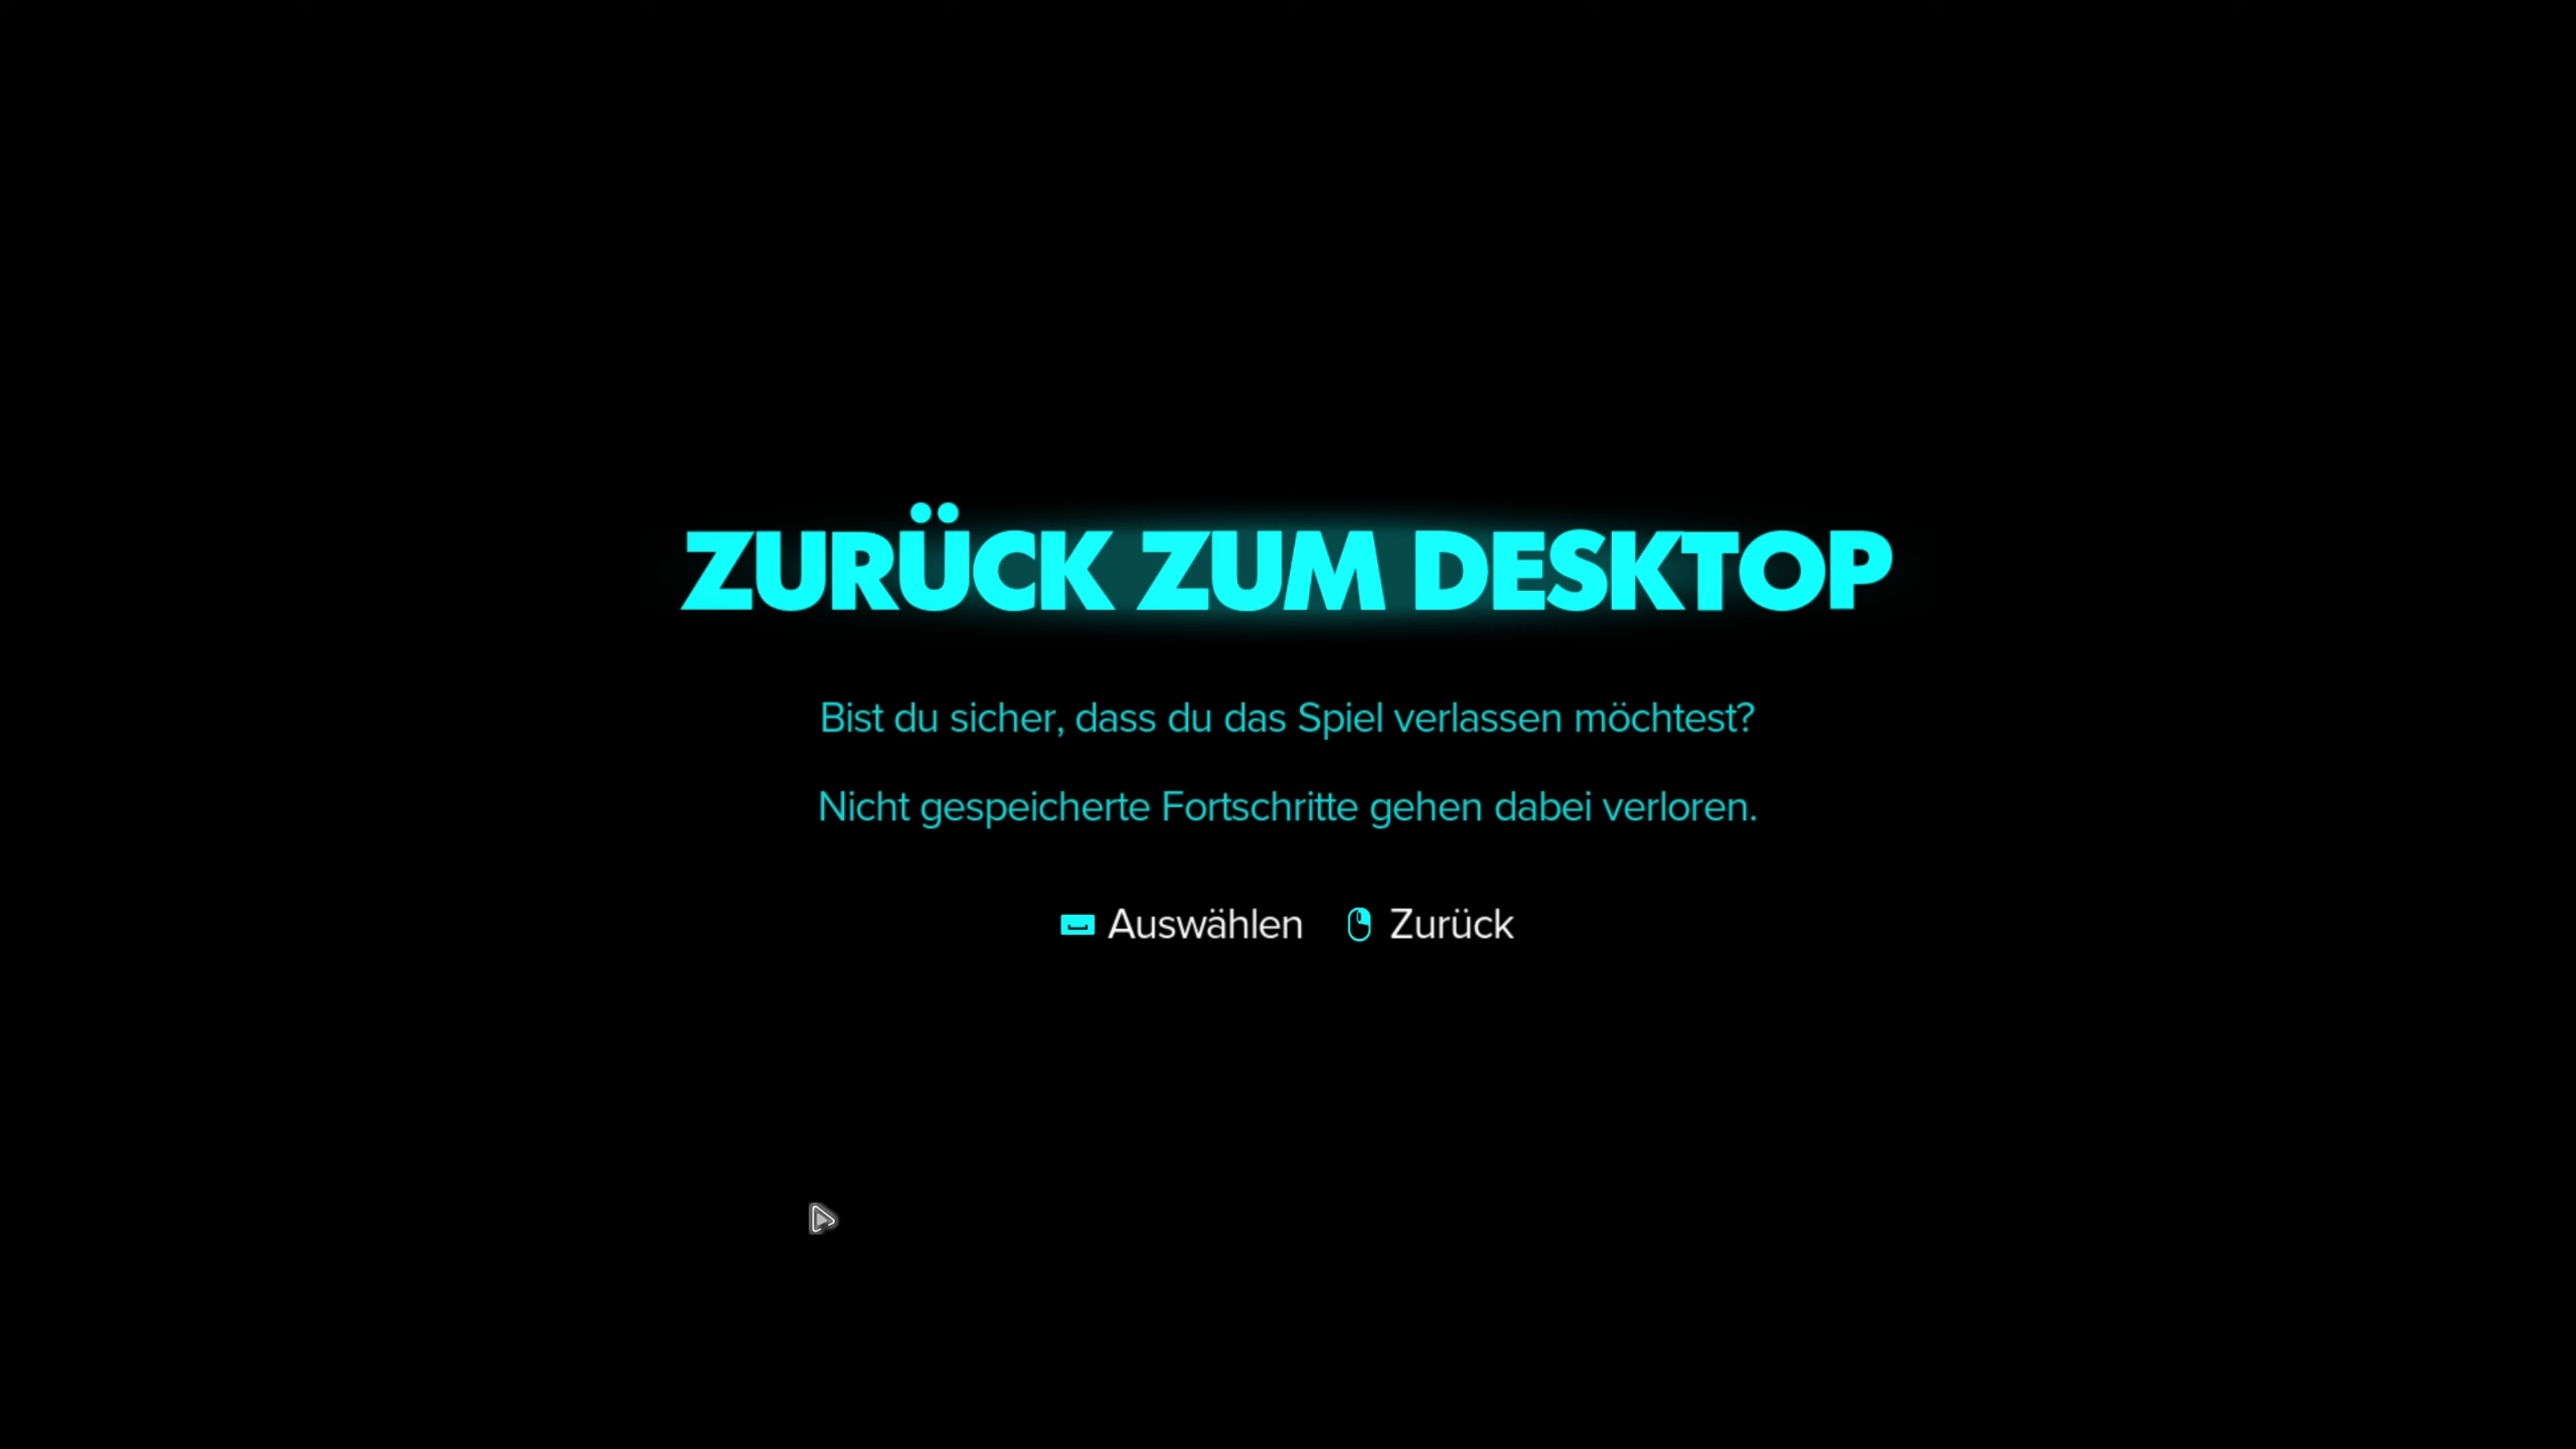 ZURÜCK ZUM DESKTOP
Bist du sicher, dass du das Spiel verlassen möchtest?
Nicht gespeicherte Fortschritte gehen dabei verloren.
Auswählen Zurück